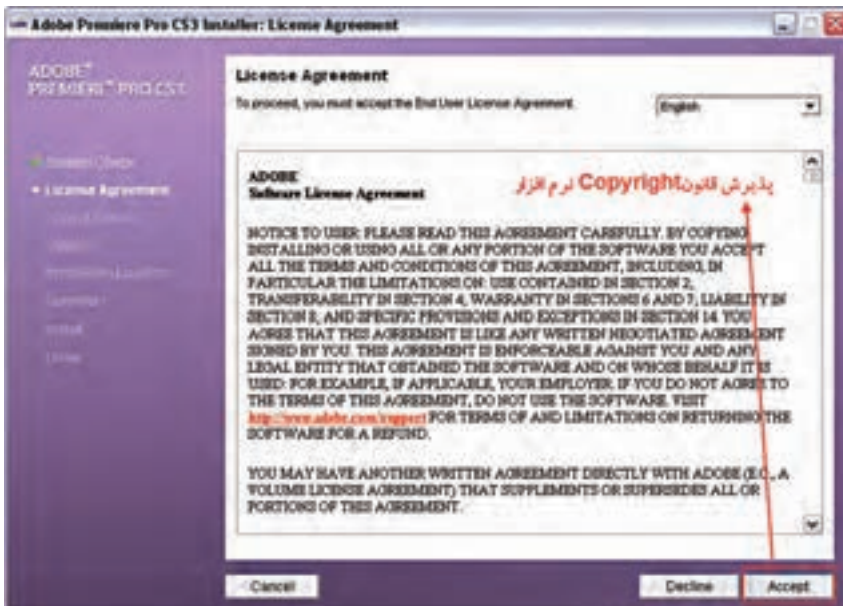 Adobe Premiere Pro CS3 Installer: License Agreement
ADOBE®
PREMIERE® PRO CS3
License Agreement
To proceed, you must accept the End User License Agreement.
English
System Check
License Agreement
Summary
Install
ADOBE
Software License Agreement
پذیرش قانون Copyright نرم افزار
NOTICE TO USER: PLEASE READ THIS AGREEMENT CAREFULLY. BY COPYING
INSTALLING OR USING ALL OR ANY PORTION OF THE SOFTWARE YOU ACCEPT
ALL THE TERMS AND CONDITIONS OF THIS AGREEMENT, INCLUDING, IN
PARTICULAR THE LIMITATIONS ON: USE CONTAINED IN SECTION 2,
TRANSFERABILITY IN SECTION 4, WARRANTY IN SECTIONS 6 AND 7, LIABILITY IN
SECTION 8, AND SPECIFIC PROVISIONS AND EXCEPTIONS IN SECTION 14. YOU
AGREE THAT THIS AGREEMENT IS LIKE ANY WRITTEN NEGOTIATED AGREEMENT
SIGNED BY YOU. THIS AGREEMENT IS ENFORCEABLE AGAINST YOU AND ANY
LEGAL ENTITY THAT OBTAINED THE SOFTWARE AND ON WHOSE BEHALF IT IS
USED: FOR EXAMPLE, IF APPLICABLE, YOUR EMPLOYER. IF YOU DO NOT AGREE TO
THE TERMS OF THIS AGREEMENT, DO NOT USE THE SOFTWARE. VISIT
http://www.adobe.com/support FOR TERMS OF AND LIMITATIONS ON RETURNING THE
SOFTWARE FOR A REFUND.
YOU MAY HAVE ANOTHER WRITTEN AGREEMENT DIRECTLY WITH ADOBE (E.G., A
VOLUME LICENSE AGREEMENT) THAT SUPPLEMENTS OR SUPERSEDES ALL OR
PORTIONS OF THIS AGREEMENT.
Cancel
Decline
Accept